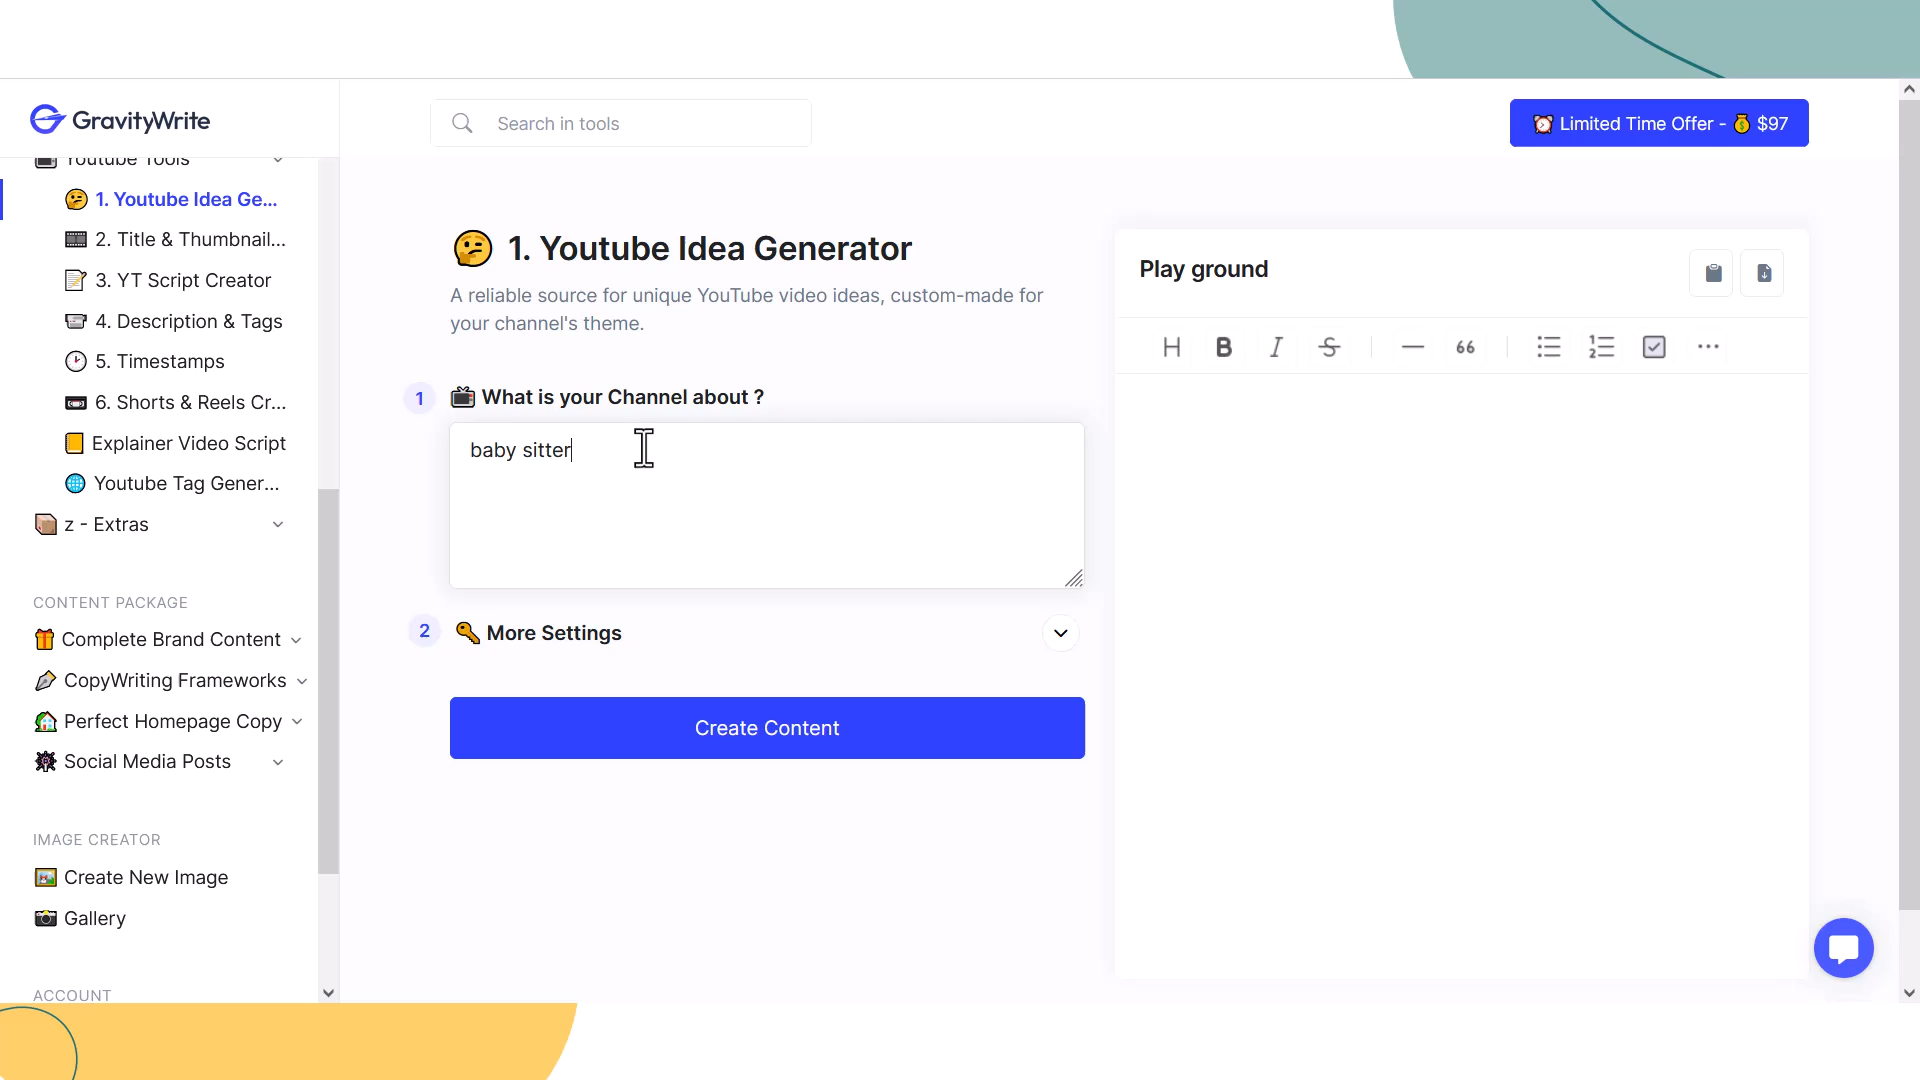 GravityWrite
Search in tools
Limited Time Offer - $97
Youtube Tools
1. Youtube Idea Ge...
2. Title & Thumbnail...
3. YT Script Creator
4. Description & Tags
5. Timestamps
6. Shorts & Reels Cr...
Explainer Video Script
Youtube Tag Gener...
z - Extras
CONTENT PACKAGE
Complete Brand Content
CopyWriting Frameworks
Perfect Homepage Copy
Social Media Posts
IMAGE CREATOR
Create New Image
Gallery
ACCOUNT
1. Youtube Idea Generator
A reliable source for unique YouTube video ideas, custom-made for
your channel's theme.
1 What is your Channel about ?
baby sitter
2 More Settings
Create Content
Play ground